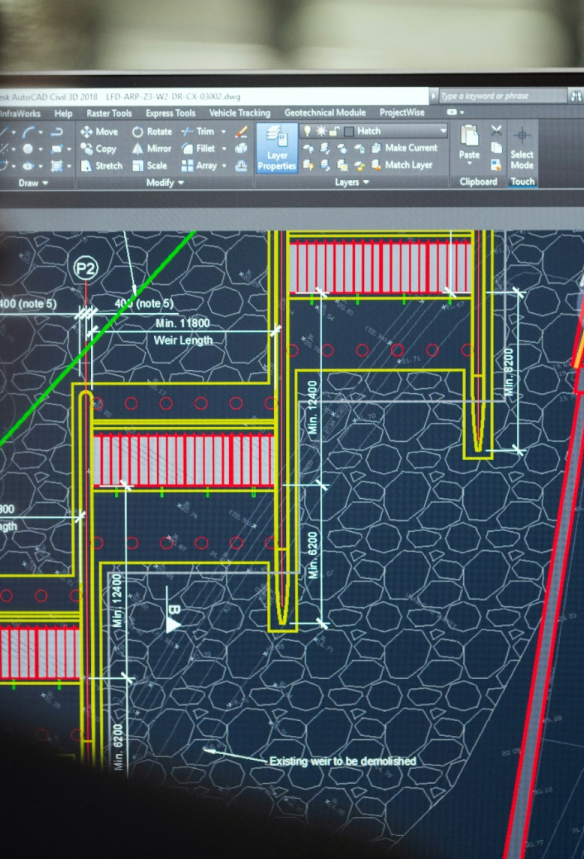 esk AutoCAD Civil 3D 2018 LFD-ARP-Z3-W2-DR-CX-03002.dwg
Type a keyword or phrase
InfraWorks Help Raster Tools Express Tools Vehicle Tracking Geotechnical Module ProjectWise
Move Rotate Trim
Copy Mirror Fillet
Stretch Scale Array
Layer Properties
Hatch
Make Current
Match Layer
Paste
Select Mode
Draw Modify Layers Clipboard Touch
P2
400 (note 5) 400 (note 5)
Min. 11800
Weir Length
Min. 8200
Min. 12400
800
ngth
Min. 6200
Min. 12400
B
Min. 6200
Existing weir to be demolished